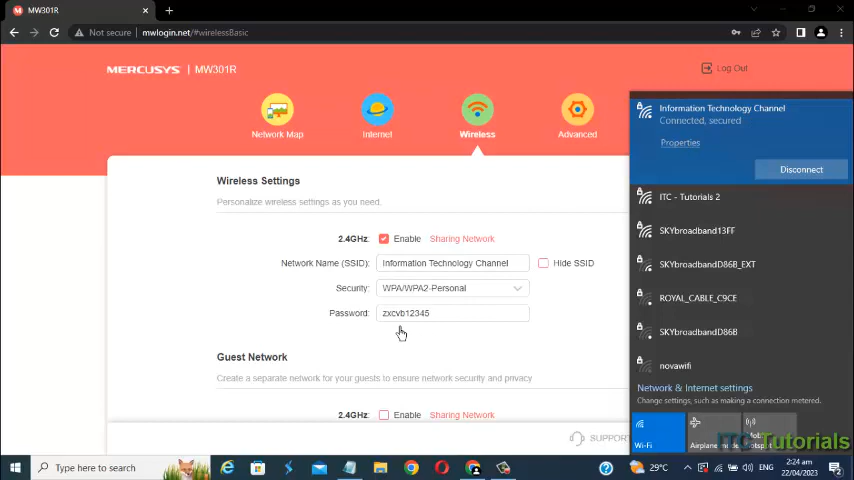 MW301R
Not secure
mwlogin.net/#wirelessBasic
MERCUSYS | MW301R
Log Out
Network Map
Internet
Wireless
Advanced
Wireless Settings
Personalize wireless settings as you need.
2.4GHz: Enable Sharing Network
Network Name (SSID): Information Technology Channel Hide SSID
Security: WPA/WPA2-Personal
Password: zxcvb12345
Guest Network
Create a separate network for your guests to ensure network security and privacy
2.4GHz: Enable Sharing Network
SUPPORT
Information Technology Channel
Connected, secured
Properties
Disconnect
ITC - Tutorials 2
SKYbroadband13FF
SKYbroadbandD86B_EXT
ROYAL_CABLE_C9CE
SKYbroadbandD86B
novawifi
Network & Internet settings
Change settings, such as making a connection metered.
Wi-Fi
Airplane mode
hotspot
ITC Tutorials
Type here to search
29°C
ENG
2:24 am
22/04/2023
2